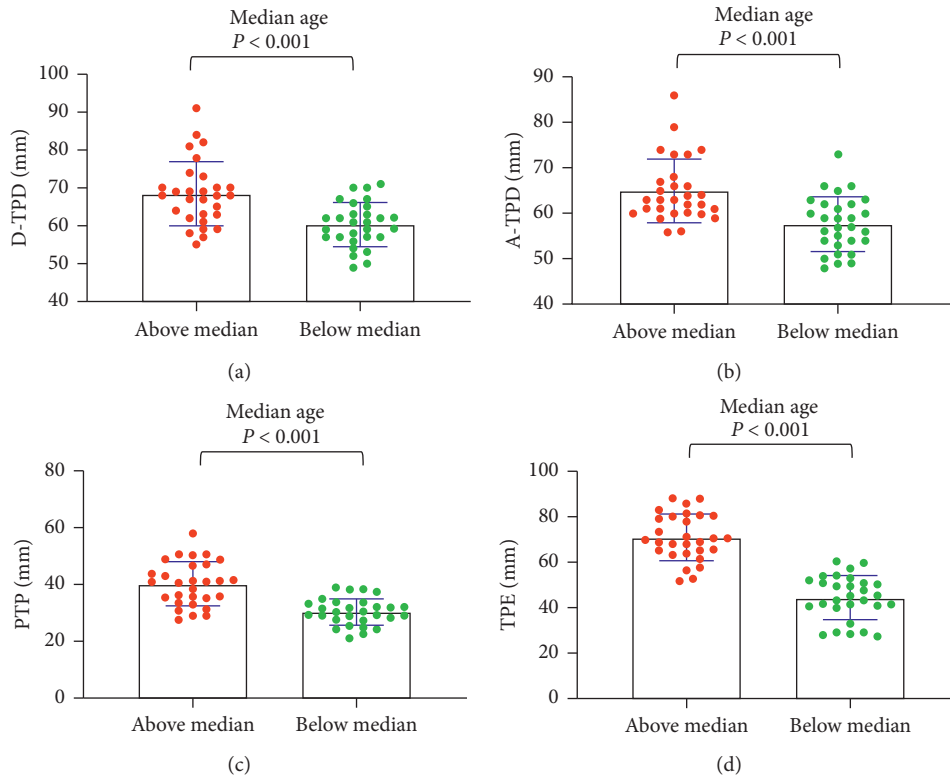 Median age
P < 0.001
100
90
80
70
60
50
40
D-TPD (mm)
Above median
Below median
(a)
Median age
P < 0.001
90
80
70
60
50
40
A-TPD (mm)
Above median
Below median
(b)
Median age
P < 0.001
80
60
40
20
0
PTP (mm)
Above median
Below median
(c)
Median age
P < 0.001
100
80
60
40
20
0
TPE (mm)
Above median
Below median
(d)